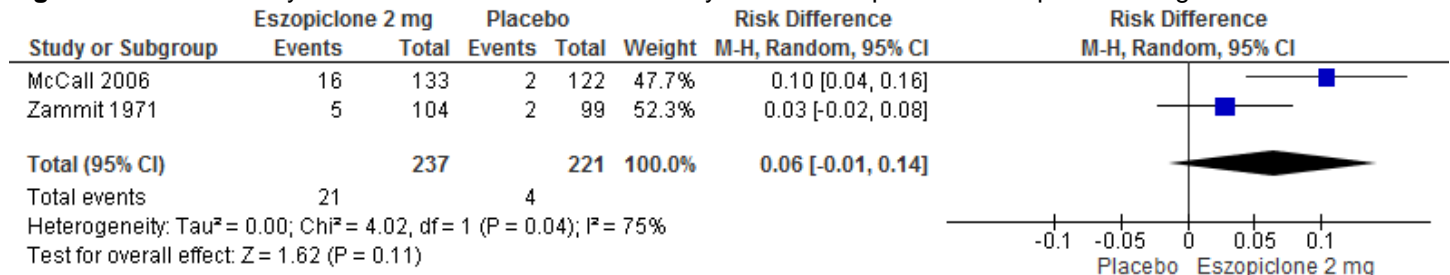 Eszopiclone 2 mg Placebo Risk Difference Risk Difference
Study or Subgroup Events Total Events Total Weight M-H, Random, 95% CI M-H, Random, 95% CI
McCall 2006 16 133 2 122 47.7% 0.10 [0.04, 0.16]
Zammit 1971 5 104 2 99 52.3% 0.03 [-0.02, 0.08]
Total (95% CI) 237 221 100.0% 0.06 [-0.01, 0.14]
Total events 21 4
Heterogeneity: Tau² = 0.00; Chi² = 4.02, df = 1 (P = 0.04); I² = 75%
Test for overall effect: Z = 1.62 (P = 0.11)
-0.1 -0.05 0 0.05 0.1
Placebo Eszopiclone 2 mg